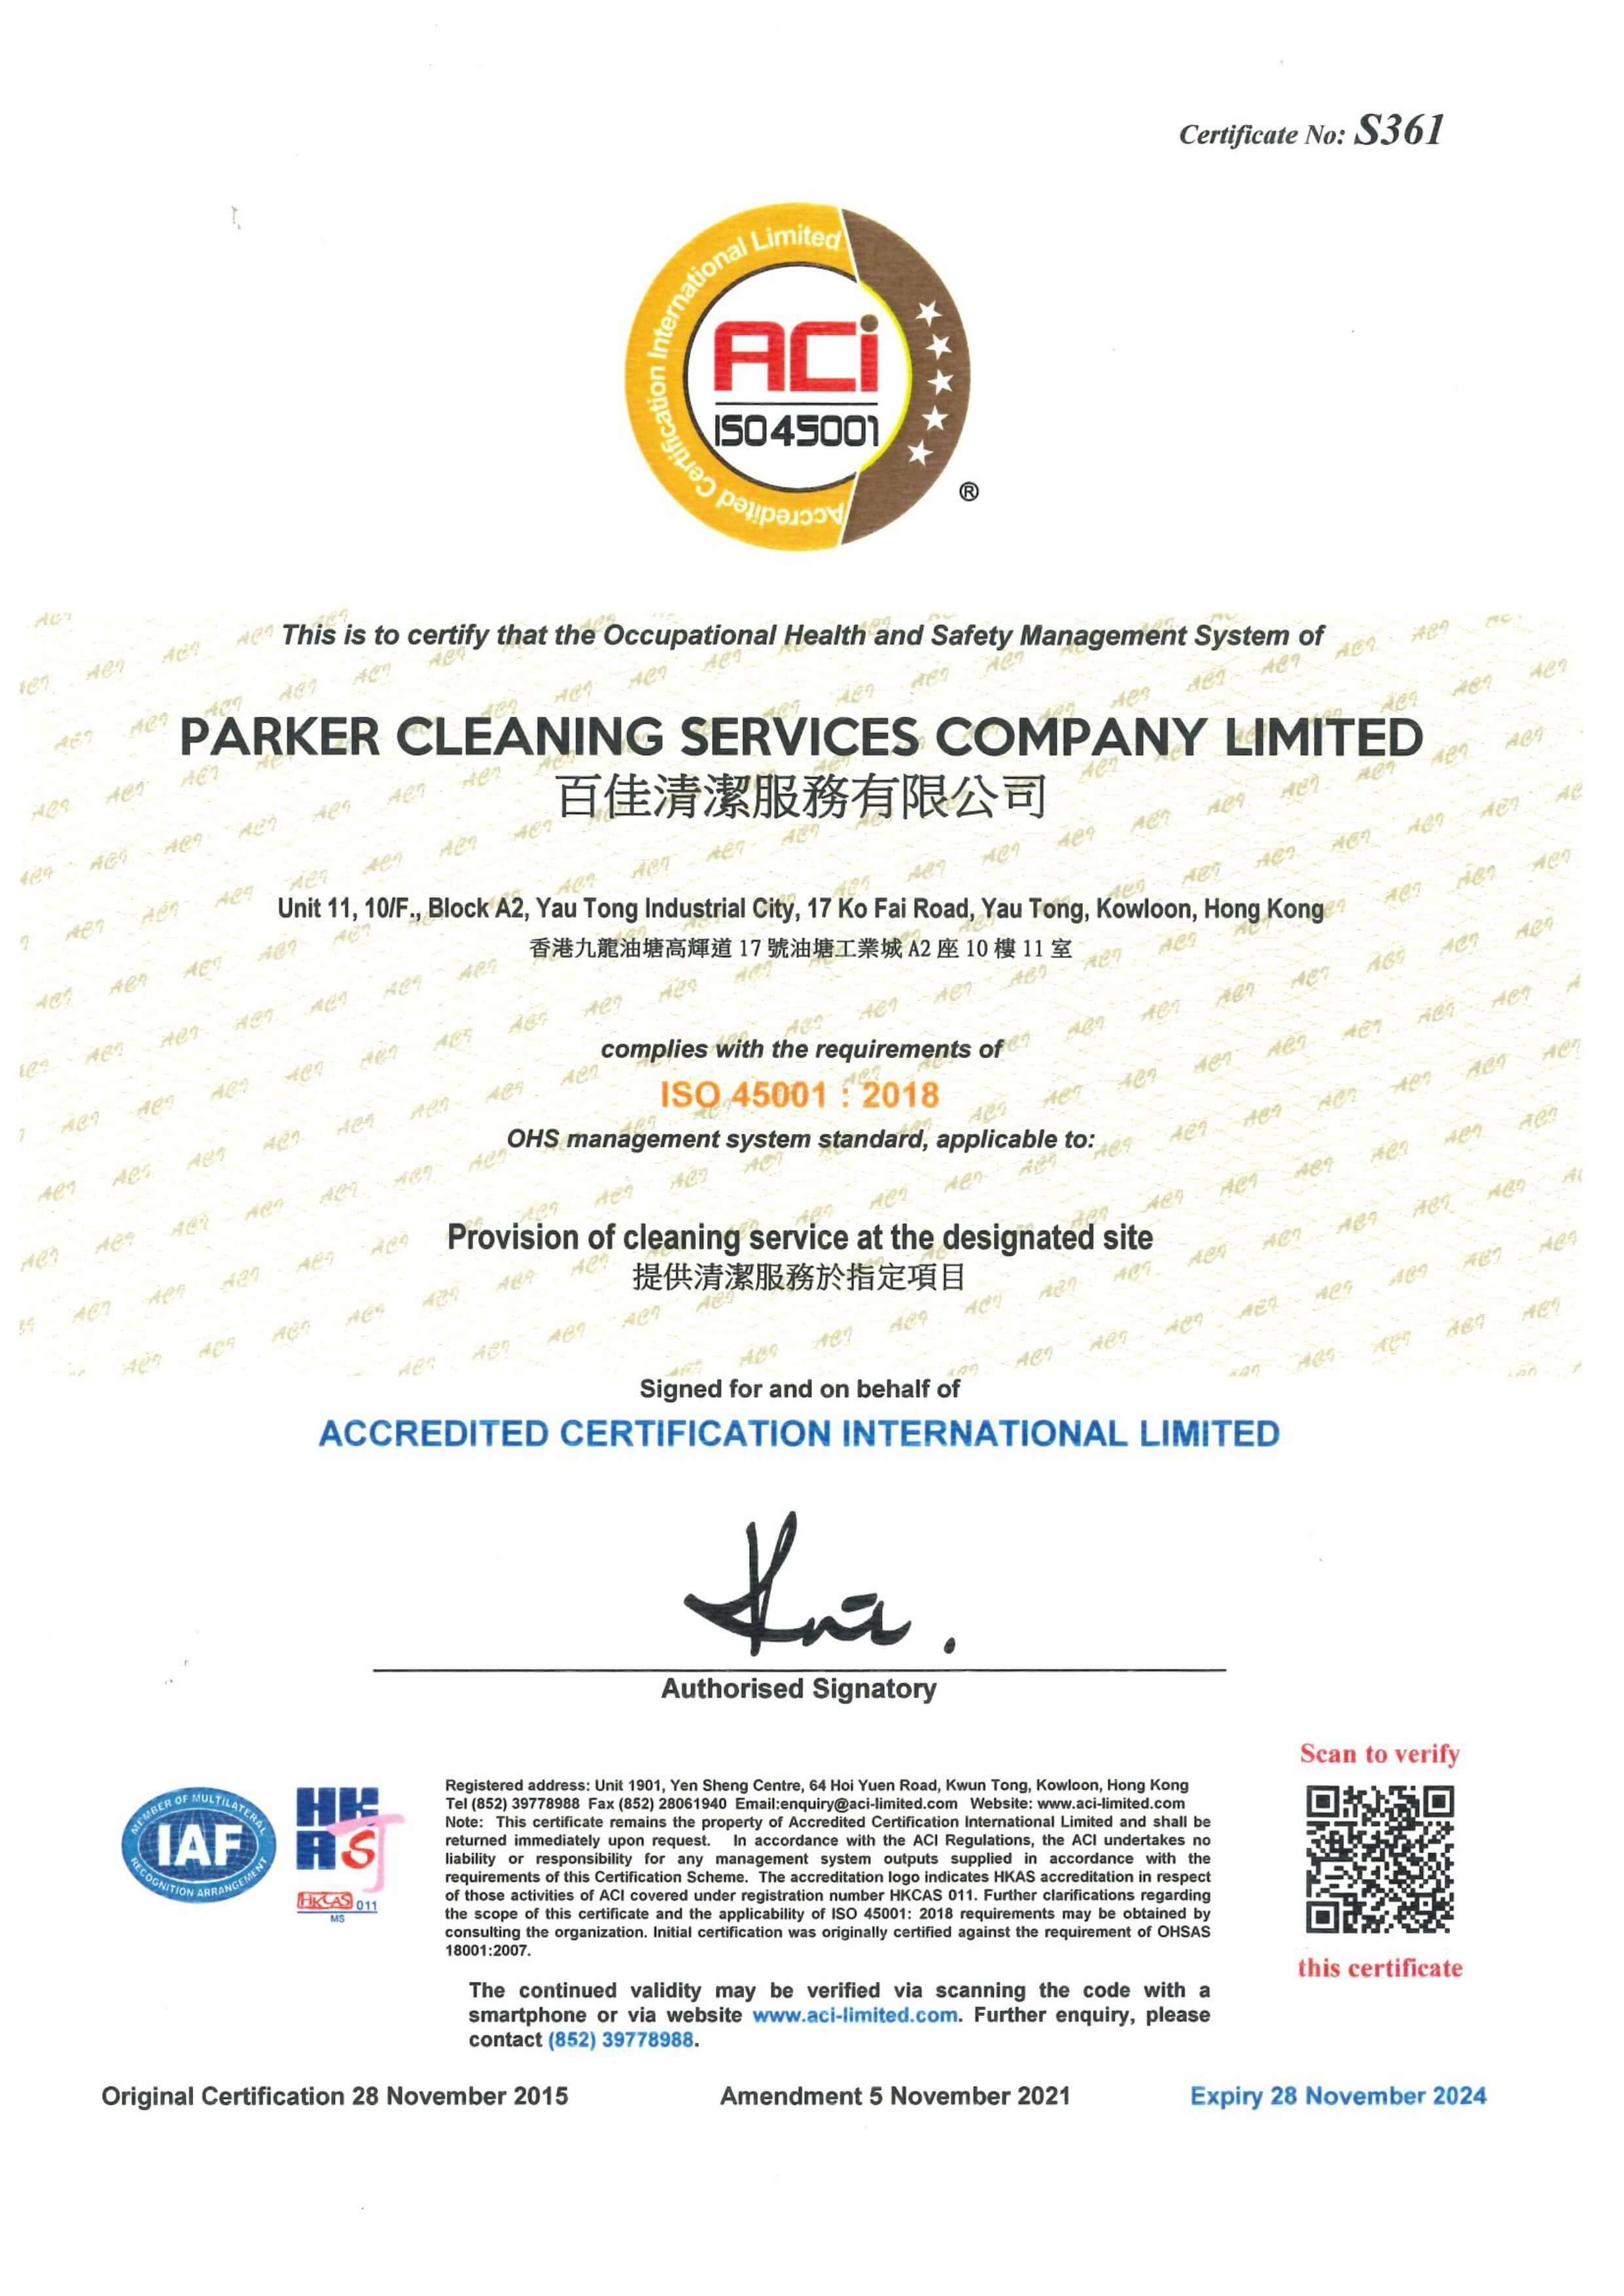 Certificate No: S361
Accredited Certification International Limited
ACi
ISO45001
®
This is to certify that the Occupational Health and Safety Management System of
PARKER CLEANING SERVICES COMPANY LIMITED
百佳清潔服務有限公司
Unit 11, 10/F., Block A2, Yau Tong Industrial City, 17 Ko Fai Road, Yau Tong, Kowloon, Hong Kong
香港九龍油塘高輝道 17 號油塘工業城 A2 座 10 樓 11 室
complies with the requirements of
ISO 45001 : 2018
OHS management system standard, applicable to:
Provision of cleaning service at the designated site
提供清潔服務於指定項目
Signed for and on behalf of
ACCREDITED CERTIFICATION INTERNATIONAL LIMITED
Authorised Signatory
MEMBER OF MULTILATERAL
IAF
RECOGNITION ARRANGEMENT
HKAS
HKCAS 011
MS
Registered address: Unit 1901, Yen Sheng Centre, 64 Hoi Yuen Road, Kwun Tong, Kowloon, Hong Kong
Tel (852) 39778988 Fax (852) 28061940 Email:enquiry@aci-limited.com Website: www.aci-limited.com
Note: This certificate remains the property of Accredited Certification International Limited and shall be
returned immediately upon request. In accordance with the ACI Regulations, the ACI undertakes no
liability or responsibility for any management system outputs supplied in accordance with the
requirements of this Certification Scheme. The accreditation logo indicates HKAS accreditation in respect
of those activities of ACI covered under registration number HKCAS 011. Further clarifications regarding
the scope of this certificate and the applicability of ISO 45001: 2018 requirements may be obtained by
consulting the organization. Initial certification was originally certified against the requirement of OHSAS
18001:2007.
Scan to verify
this certificate
The continued validity may be verified via scanning the code with a
smartphone or via website www.aci-limited.com. Further enquiry, please
contact (852) 39778988.
Original Certification 28 November 2015
Amendment 5 November 2021
Expiry 28 November 2024